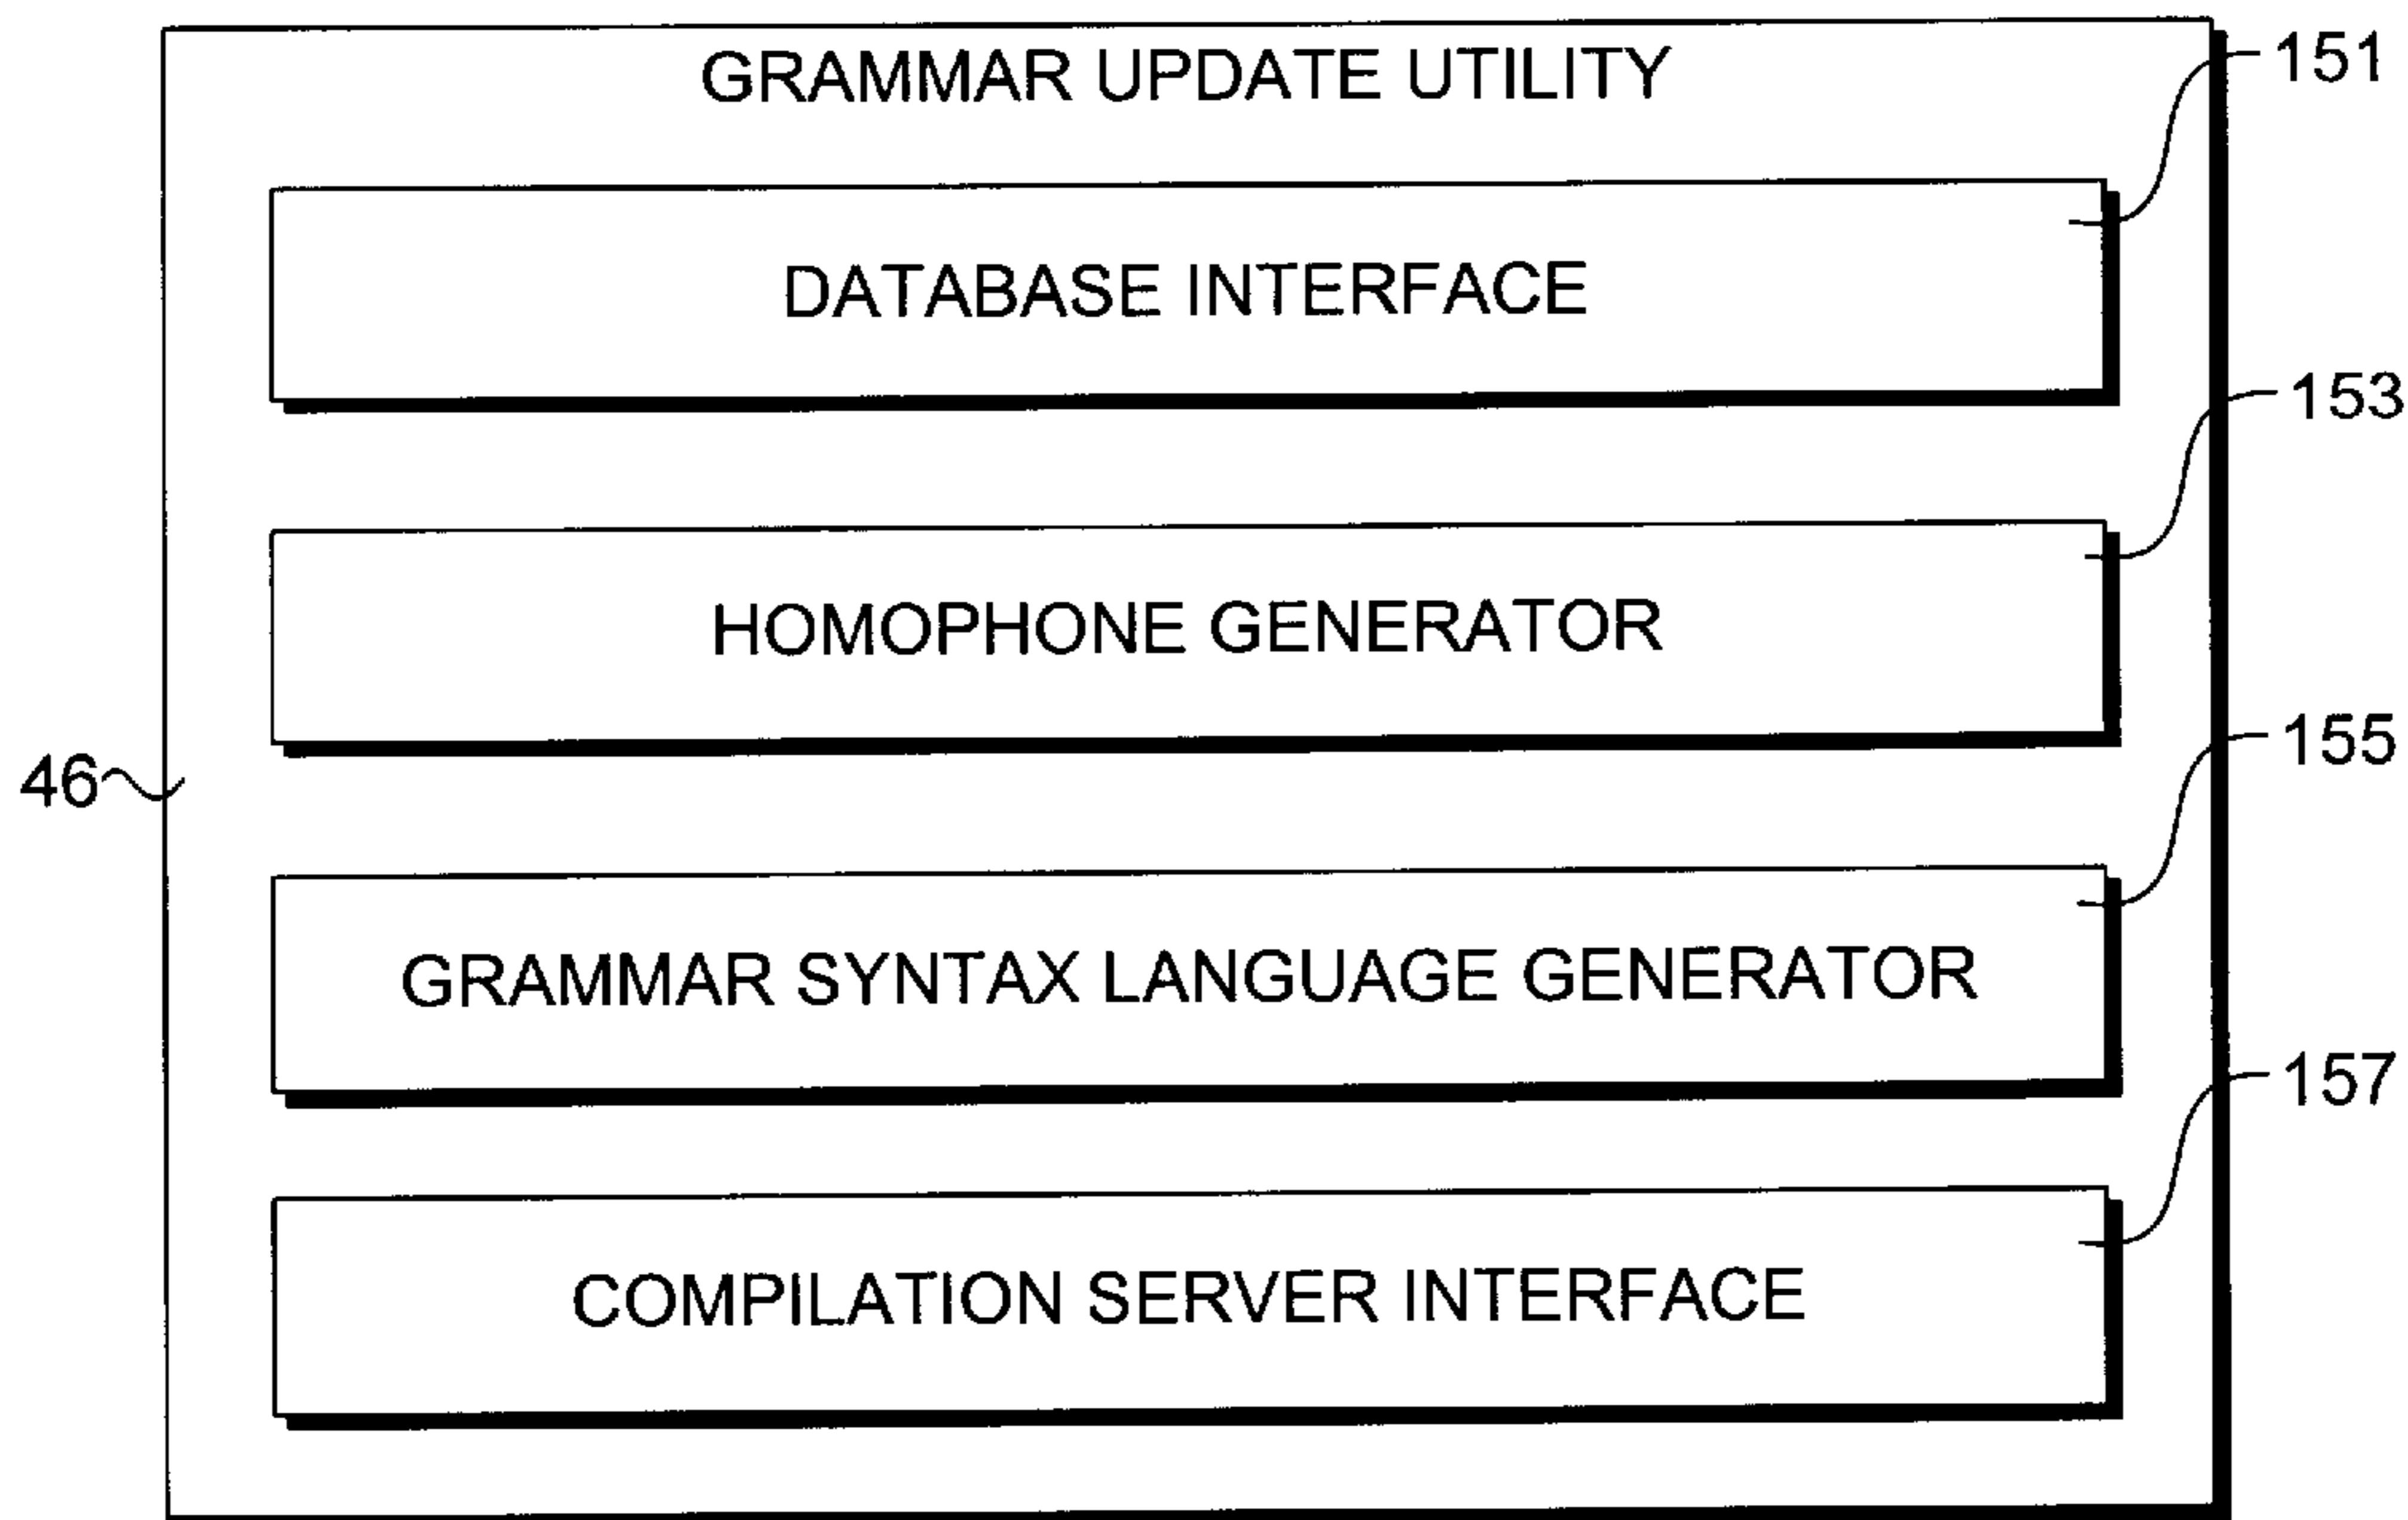 GRAMMAR UPDATE UTILITY
151
DATABASE INTERFACE
153
HOMOPHONE GENERATOR
155
46
GRAMMAR SYNTAX LANGUAGE GENERATOR
157
COMPILATION SERVER INTERFACE